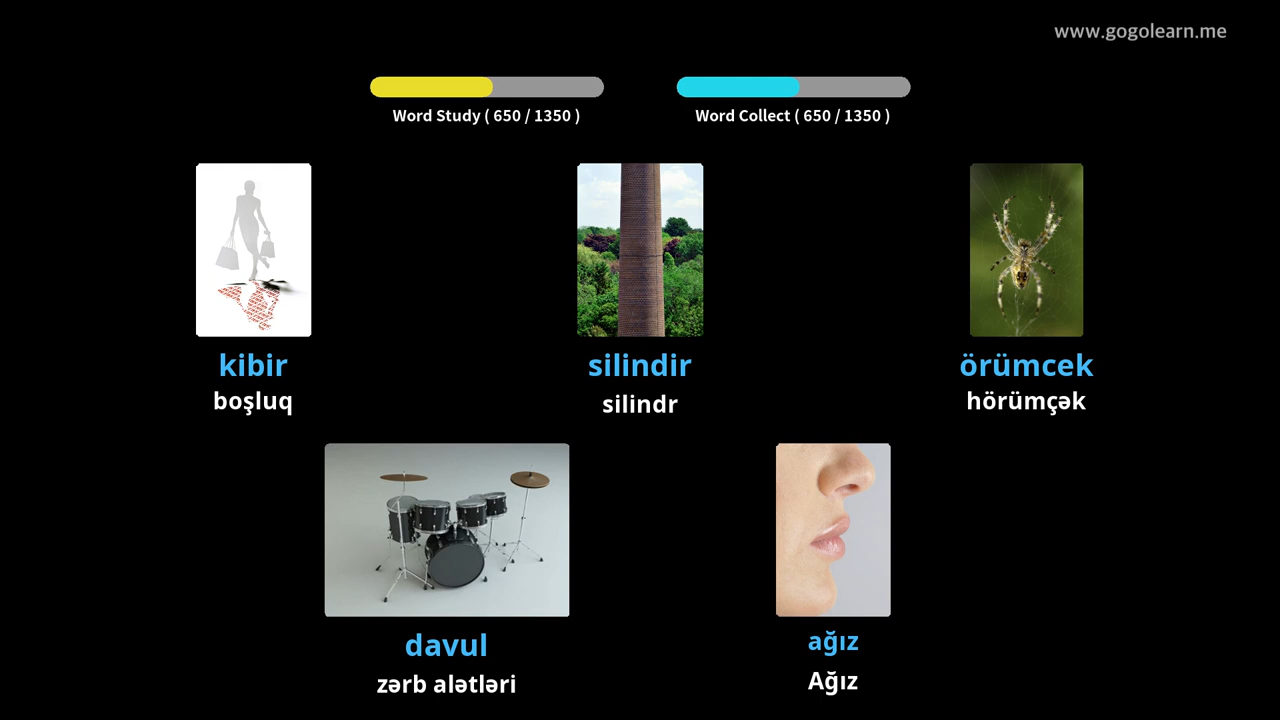 www.gogolearn.me
Word Study ( 650 / 1350 )
Word Collect ( 650 / 1350 )
kibir
boşluq
silindir
silindr
örümcek
hörümçək
davul
zərb alətləri
ağız
Ağız